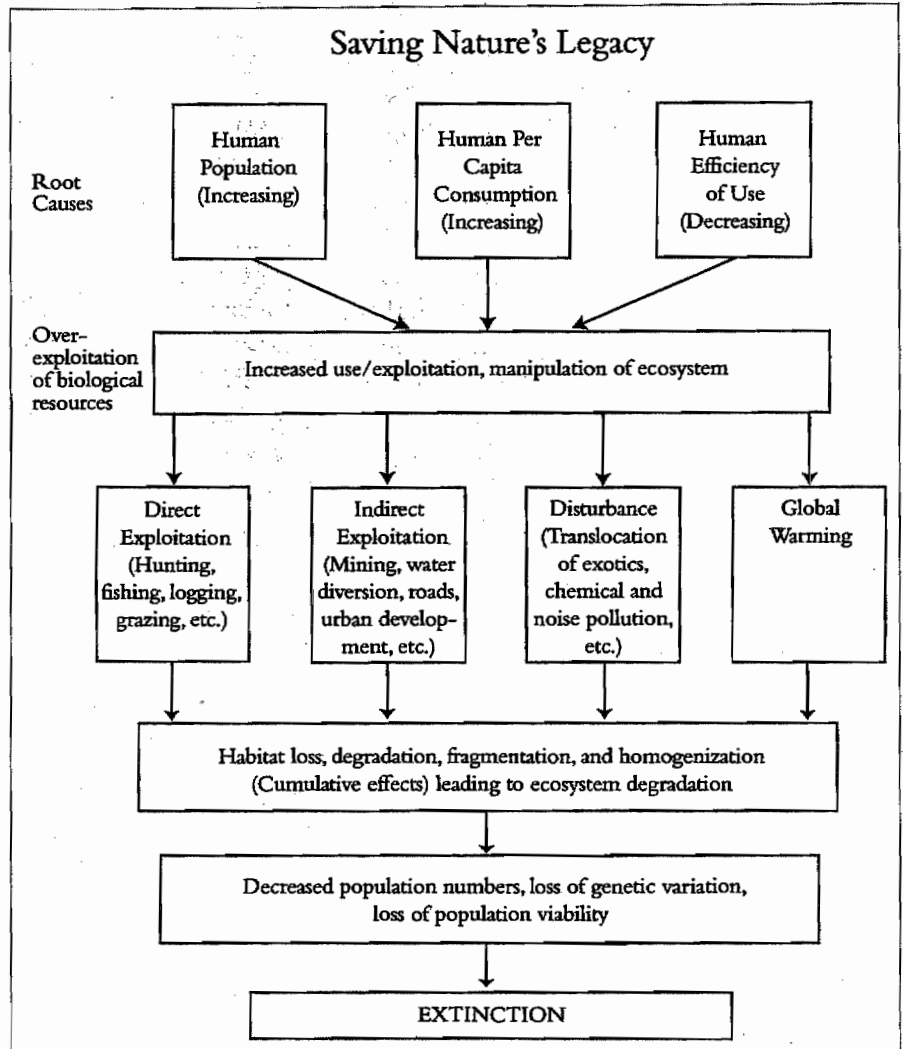 Saving Nature's Legacy
Root
Causes
Human
Population
(Increasing)
Human Per
Capita
Consumption
(Increasing)
Human
Efficiency
of Use
(Decreasing)
Over-
exploitation
of biological
resources
Increased use/exploitation, manipulation of ecosystem
Direct
Exploitation
(Hunting,
fishing, logging,
grazing, etc.)
Indirect
Exploitation
(Mining, water
diversion, roads,
urban develop-
ment, etc.)
Disturbance
(Translocation
of exotics,
chemical and
noise pollution,
etc.)
Global
Warming
Habitat loss, degradation, fragmentation, and homogenization
(Cumulative effects) leading to ecosystem degradation
Decreased population numbers, loss of genetic variation,
loss of population viability
EXTINCTION